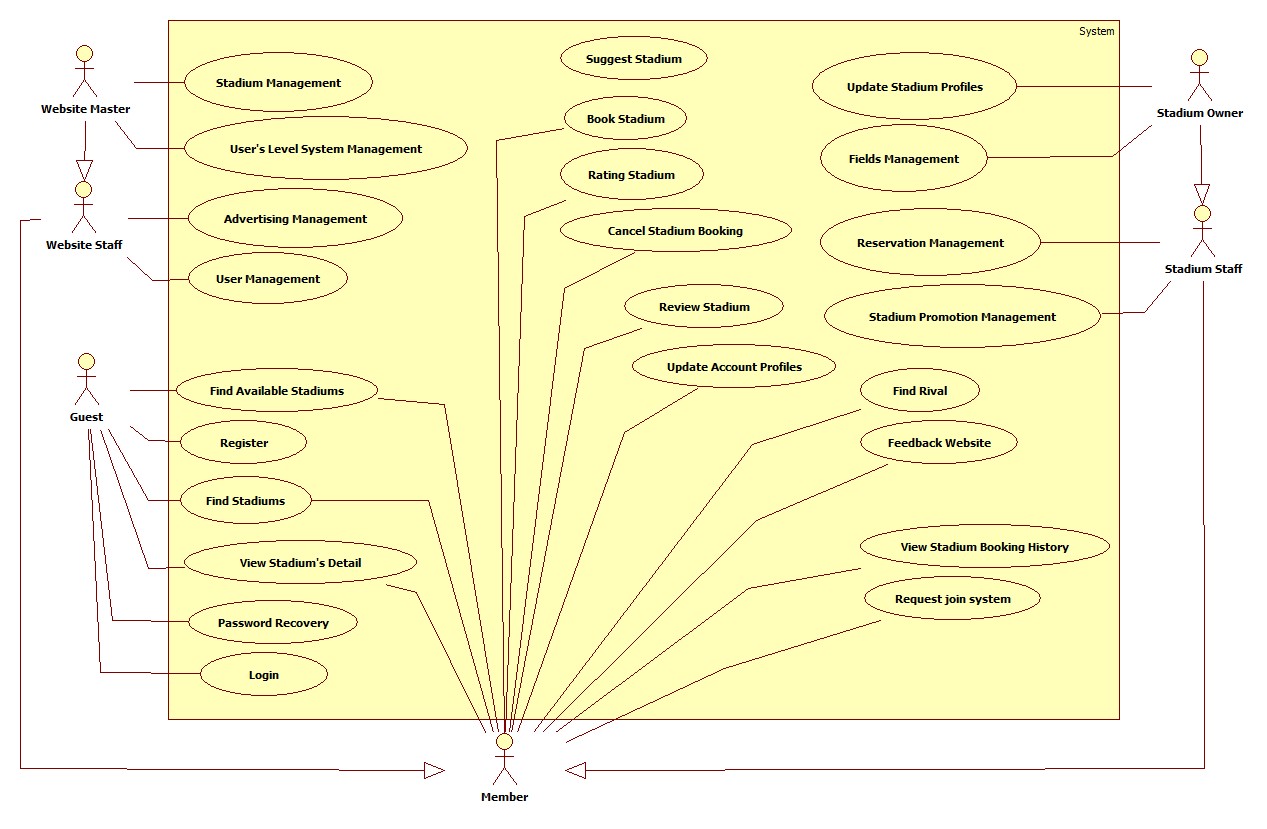 System
Website Master
Website Staff
Guest
Stadium Management
User's Level System Management
Advertising Management
User Management
Find Available Stadiums
Register
Find Stadiums
View Stadium's Detail
Password Recovery
Login
Suggest Stadium
Book Stadium
Rating Stadium
Cancel Stadium Booking
Review Stadium
Update Account Profiles
Update Stadium Profiles
Fields Management
Reservation Management
Stadium Promotion Management
Find Rival
Feedback Website
View Stadium Booking History
Request join system
Stadium Owner
Stadium Staff
Member